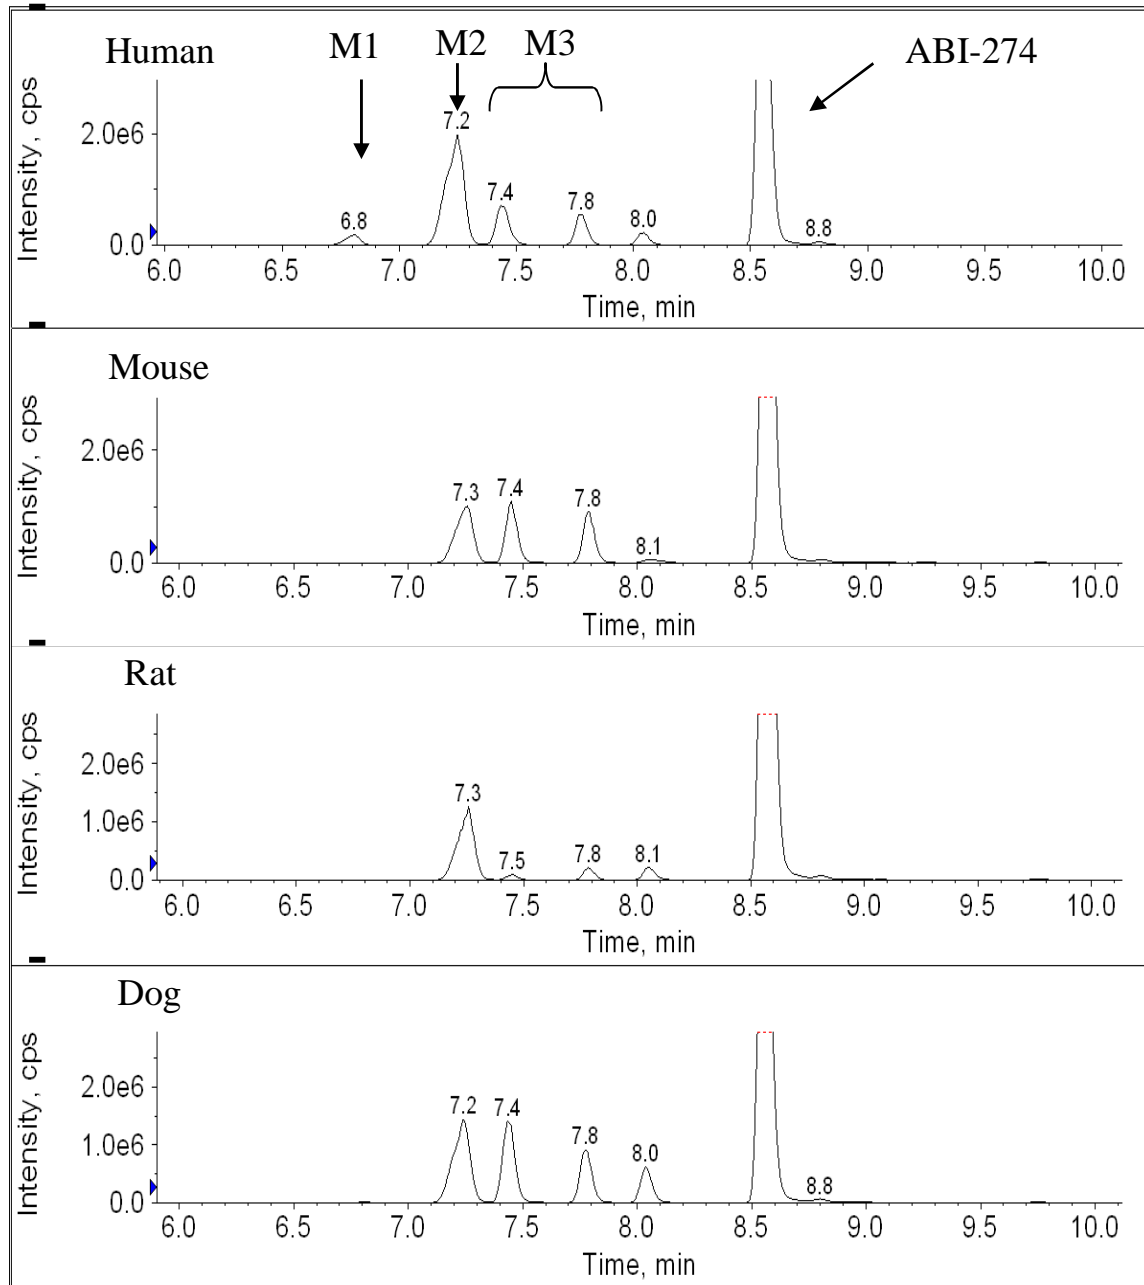 Human M1 M2 M3 ABI-274
Intensity, cps
2.0e6
0.0
6.8 7.2 7.4 7.8 8.0 8.8
6.0 6.5 7.0 7.5 8.0 8.5 9.0 9.5 10.0
Time, min
Mouse
Intensity, cps
2.0e6
0.0
7.3 7.4 7.8 8.1
6.0 6.5 7.0 7.5 8.0 8.5 9.0 9.5 10.0
Time, min
Rat
Intensity, cps
2.0e6
1.0e6
0.0
7.3 7.5 7.8 8.1
6.0 6.5 7.0 7.5 8.0 8.5 9.0 9.5 10.0
Time, min
Dog
Intensity, cps
2.0e6
1.0e6
0.0
7.2 7.4 7.8 8.0 8.8
6.0 6.5 7.0 7.5 8.0 8.5 9.0 9.5 10.0
Time, min